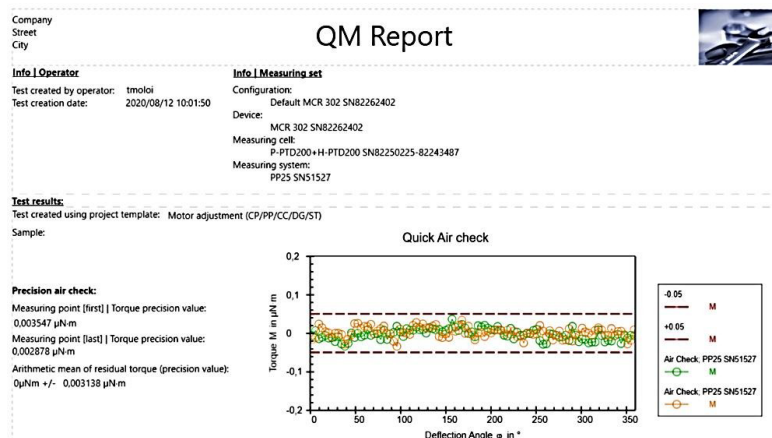 Company
Street
City
QM Report
Info | Operator
Test created by operator: tmoloi
Test creation date: 2020/08/12 10:01:50
Info | Measuring set
Configuration:
Default MCR 302 SN82262402
Device:
MCR 302 SN82262402
Measuring cell:
P-PTD200+H-PTD200 SN82250225-82243487
Measuring system:
PP25 SN51527
Test results:
Test created using project template: Motor adjustment (CP/PP/CC/DG/ST)
Sample:
Precision air check:
Measuring point [first] | Torque precision value:
0,003547 µN·m
Measuring point [last] | Torque precision value:
0,002878 µN·m
Arithmetic mean of residual torque (precision value):
0µNm +/- 0,003138 µN·m
Quick Air check
Torque M in µN m
0,2
0,1
0
-0,1
-0,2
0 50 100 150 200 250 300 350
Deflection Angle φ in °
-0.05
M
+0.05
M
Air Check, PP25 SN51527
M
Air Check, PP25 SN51527
M